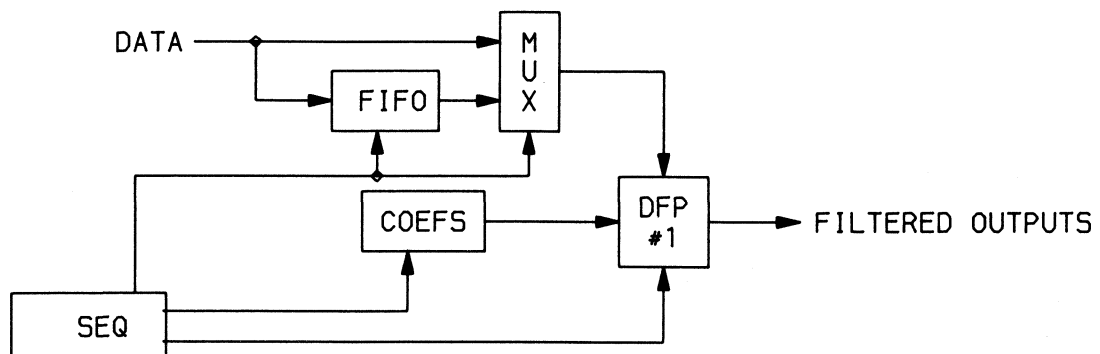 DATA
M
U
X
FIFO
COEFS
DFP
#1
FILTERED OUTPUTS
SEQ